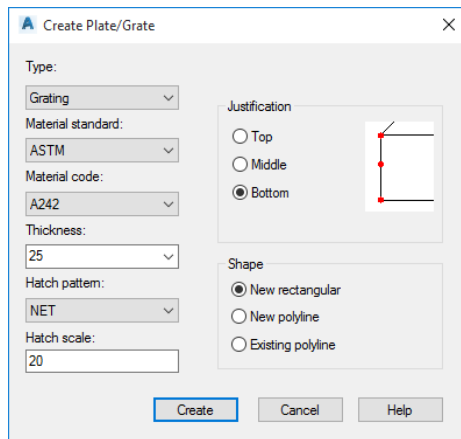 Create Plate/Grate
Type:
Grating
Material standard:
ASTM
Material code:
A242
Thickness:
25
Hatch pattern:
NET
Hatch scale:
20
Justification
Top
Middle
Bottom
Shape
New rectangular
New polyline
Existing polyline
Create
Cancel
Help